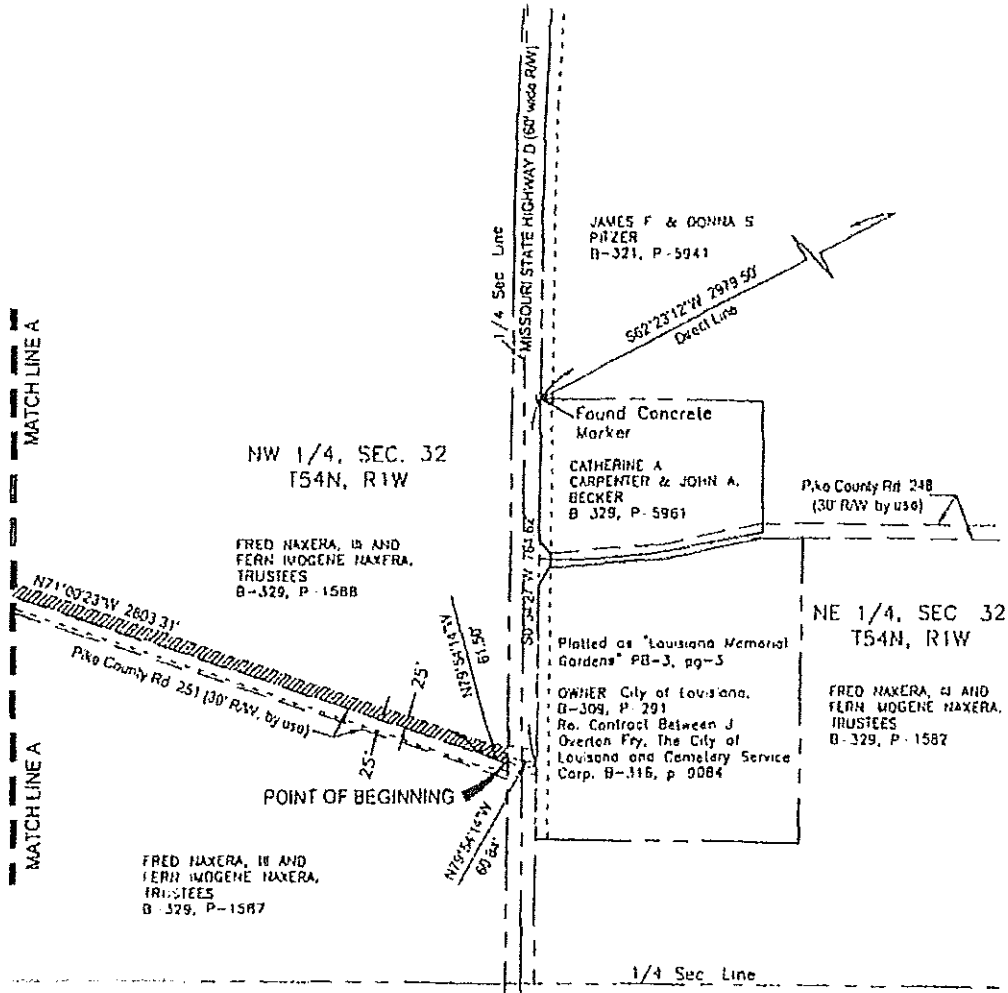 MISSOURI STATE HIGHWAY D (60' wide R/W)
1/4 Sec Line
JAMES F & DONNA S
PITZER
B-321, P-5941
S62°23'12"W 2979 50'
Direct Line
MATCH LINE A
Found Concrete
Marker
NW 1/4, SEC. 32
T54N, R1W
CATHERINE A
CARPENTER & JOHN A.
BECKER
B 329, P-5961
Pike County Rd. 248
(30' R/W by use)
FRED NAXERA, III AND
FERN IMOGENE NAXERA,
TRUSTEES
B-329, P-1588
N71°00'23"W 2803 31'
Pike County Rd 251 (30' R/W, by use)
N79°54'14"W
61.50'
25'
25'
NE 1/4, SEC 32
T54N, R1W
Platted as "Louisiana Memorial
Gardens" PB-3, pg-5
OWNER City of Louisiana,
B-309, P-291
Re. Contract Between J
Overton Fry, The City of
Louisiana and Cemetery Service
Corp. B-316, p 9084
FRED NAXERA, III AND
FERN IMOGENE NAXERA,
TRUSTEES
B-329, P-1587
POINT OF BEGINNING
N79°54'14"W
60 84'
MATCH LINE A
FRED NAXERA, III AND
FERN IMOGENE NAXERA,
TRUSTEES
B-329, P-1587
1/4 Sec Line